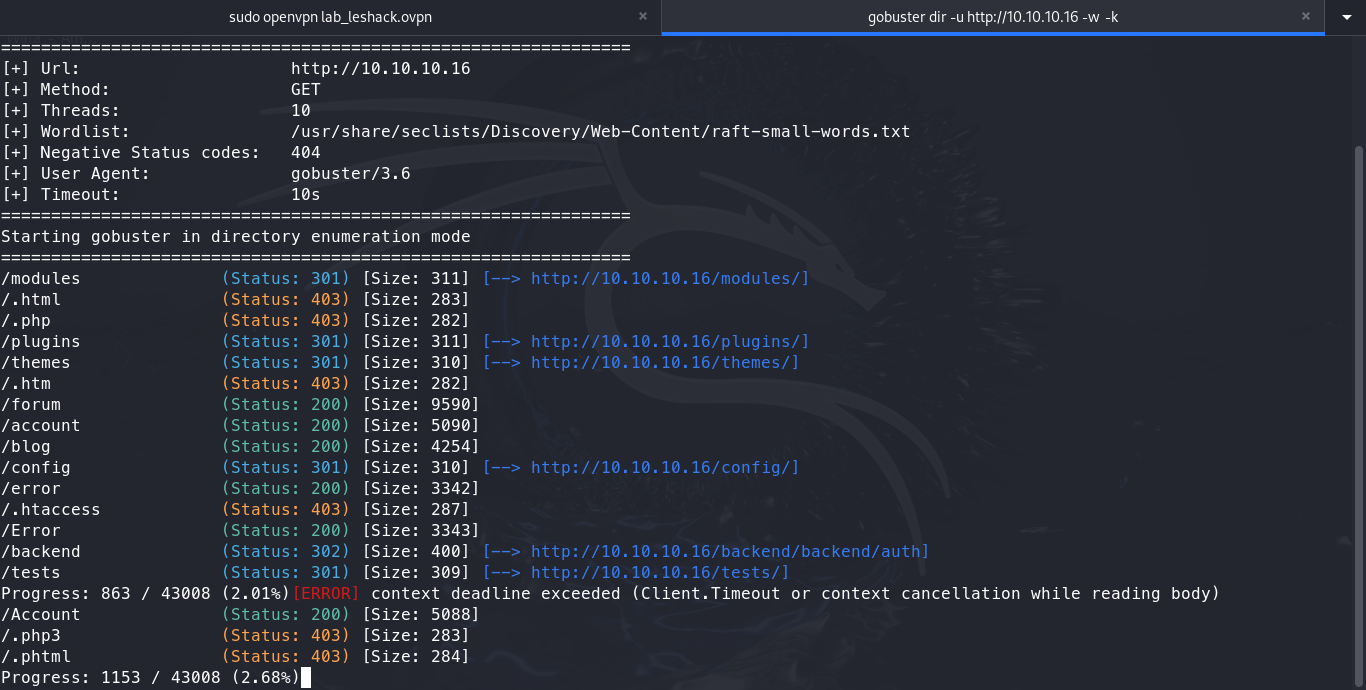 sudo openvpn lab_leshack.ovpn × gobuster dir -u http://10.10.10.16 -w -k ×
===============================================================
[+] Url:                     http://10.10.10.16
[+] Method:                  GET
[+] Threads:                 10
[+] Wordlist:                /usr/share/seclists/Discovery/Web-Content/raft-small-words.txt
[+] Negative Status codes:   404
[+] User Agent:              gobuster/3.6
[+] Timeout:                 10s
===============================================================
Starting gobuster in directory enumeration mode
===============================================================
/modules              (Status: 301) [Size: 311] [--> http://10.10.10.16/modules/]
/.html                (Status: 403) [Size: 283]
/.php                 (Status: 403) [Size: 282]
/plugins              (Status: 301) [Size: 311] [--> http://10.10.10.16/plugins/]
/themes               (Status: 301) [Size: 310] [--> http://10.10.10.16/themes/]
/.htm                 (Status: 403) [Size: 282]
/forum                (Status: 200) [Size: 9590]
/account              (Status: 200) [Size: 5090]
/blog                 (Status: 200) [Size: 4254]
/config               (Status: 301) [Size: 310] [--> http://10.10.10.16/config/]
/error                (Status: 200) [Size: 3342]
/.htaccess            (Status: 403) [Size: 287]
/Error                (Status: 200) [Size: 3343]
/backend              (Status: 302) [Size: 400] [--> http://10.10.10.16/backend/backend/auth]
/tests                (Status: 301) [Size: 309] [--> http://10.10.10.16/tests/]
Progress: 863 / 43008 (2.01%)[ERROR] context deadline exceeded (Client.Timeout or context cancellation while reading body)
/Account              (Status: 200) [Size: 5088]
/.php3                (Status: 403) [Size: 283]
/.phtml               (Status: 403) [Size: 284]
Progress: 1153 / 43008 (2.68%)